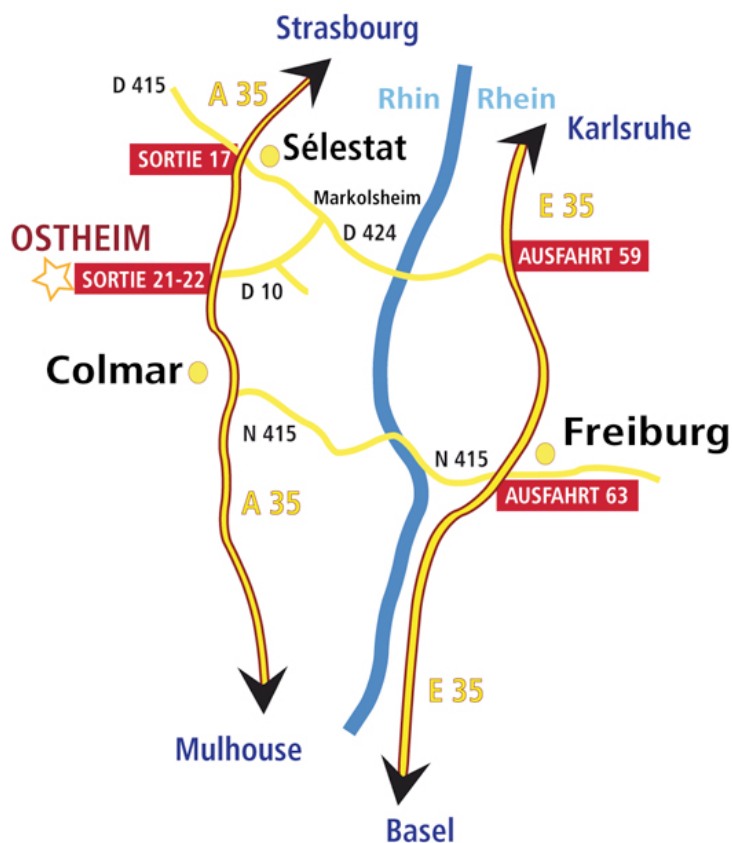 Strasbourg
D 415
A 35
Rhin
Rhein
Karlsruhe
SORTIE 17
Sélestat
Markolsheim
E 35
D 424
OSTHEIM
SORTIE 21-22
D 10
AUSFAHRT 59
Colmar
N 415
Freiburg
N 415
A 35
AUSFAHRT 63
E 35
Mulhouse
Basel